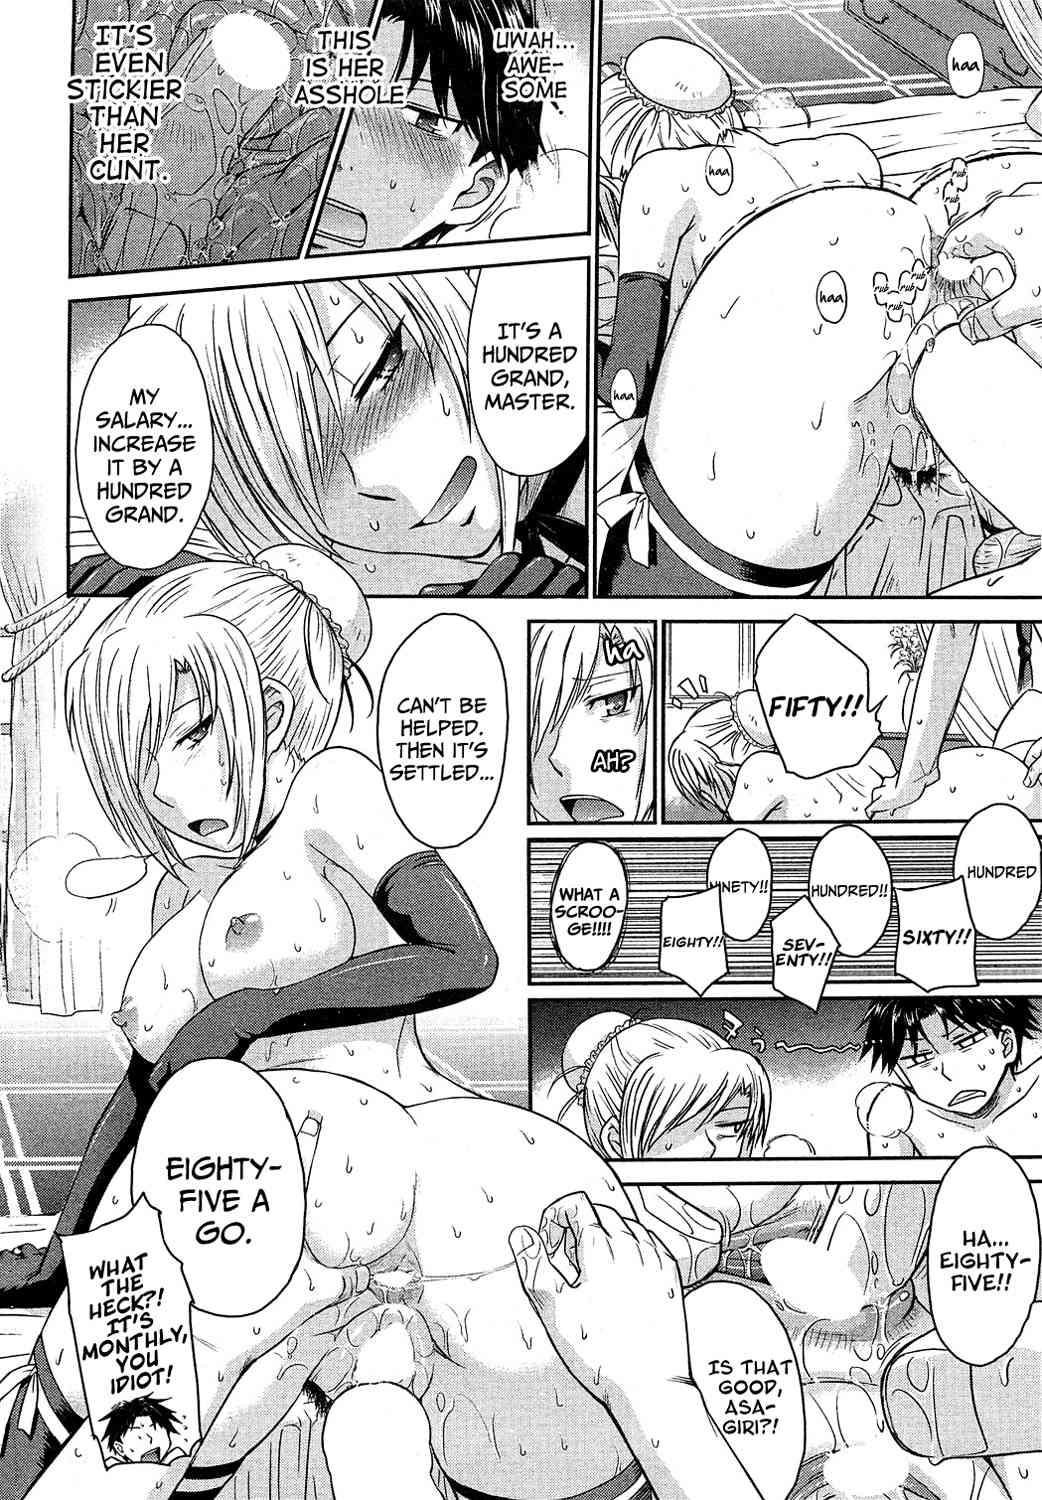 haa
haa
rub
rub
haa
rub
rub
rub
rub
haa
UWAH...
AWE-
SOME!
THIS
IS HER
ASSHOLE
IT'S
EVEN
STICKIER
THAN
HER
CUNT.
IT'S A
HUNDRED
GRAND,
MASTER.
MY
SALARY...
INCREASE
IT BY A
HUNDRED
GRAND.
FIFTY!!
ha
AH?
HUNDRED
SIXTY!!
HUNDRED!!
SEV-
ENTY!!
NINETY!!
EIGHTY!!
WHAT A
SCROO-
GE!!!!
HA...
EIGHTY-
FIVE!!
IS THAT
GOOD,
ASA-
GIRI?!
CAN'T BE
HELPED.
THEN IT'S
SETTLED...
EIGHTY-
FIVE A
GO.
WHAT
THE
HECK?!
IT'S
MONTHLY,
YOU
IDIOT!